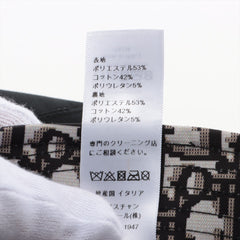 表地
ポリエステル53%
コットン42%
ポリウレタン5%
裏地
ポリエステル53%
コットン42%
ポリウレタン5%
専門のクリーニング店
にご相談ください
原産国 イタリア
1947